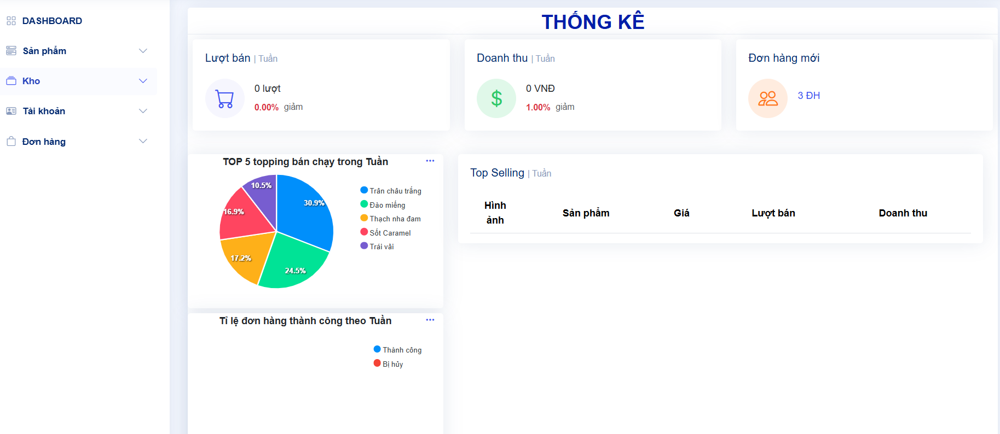 DASHBOARD
Sản phẩm
Kho
Tài khoản
Đơn hàng
THỐNG KÊ
Lượt bán | Tuần
0 lượt
0.00% giảm
Doanh thu | Tuần
$
0 VNĐ
1.00% giảm
Đơn hàng mới
3 ĐH
TOP 5 topping bán chạy trong Tuần
10.5%
30.9%
16.9%
17.2%
24.5%
Trân châu trắng
Đào miếng
Thạch nha đam
Sốt Caramel
Trái vải
Top Selling | Tuần
Hình
ảnh
Sản phẩm
Giá
Lượt bán
Doanh thu
Tỉ lệ đơn hàng thành công theo Tuần
Thành công
Bị hủy